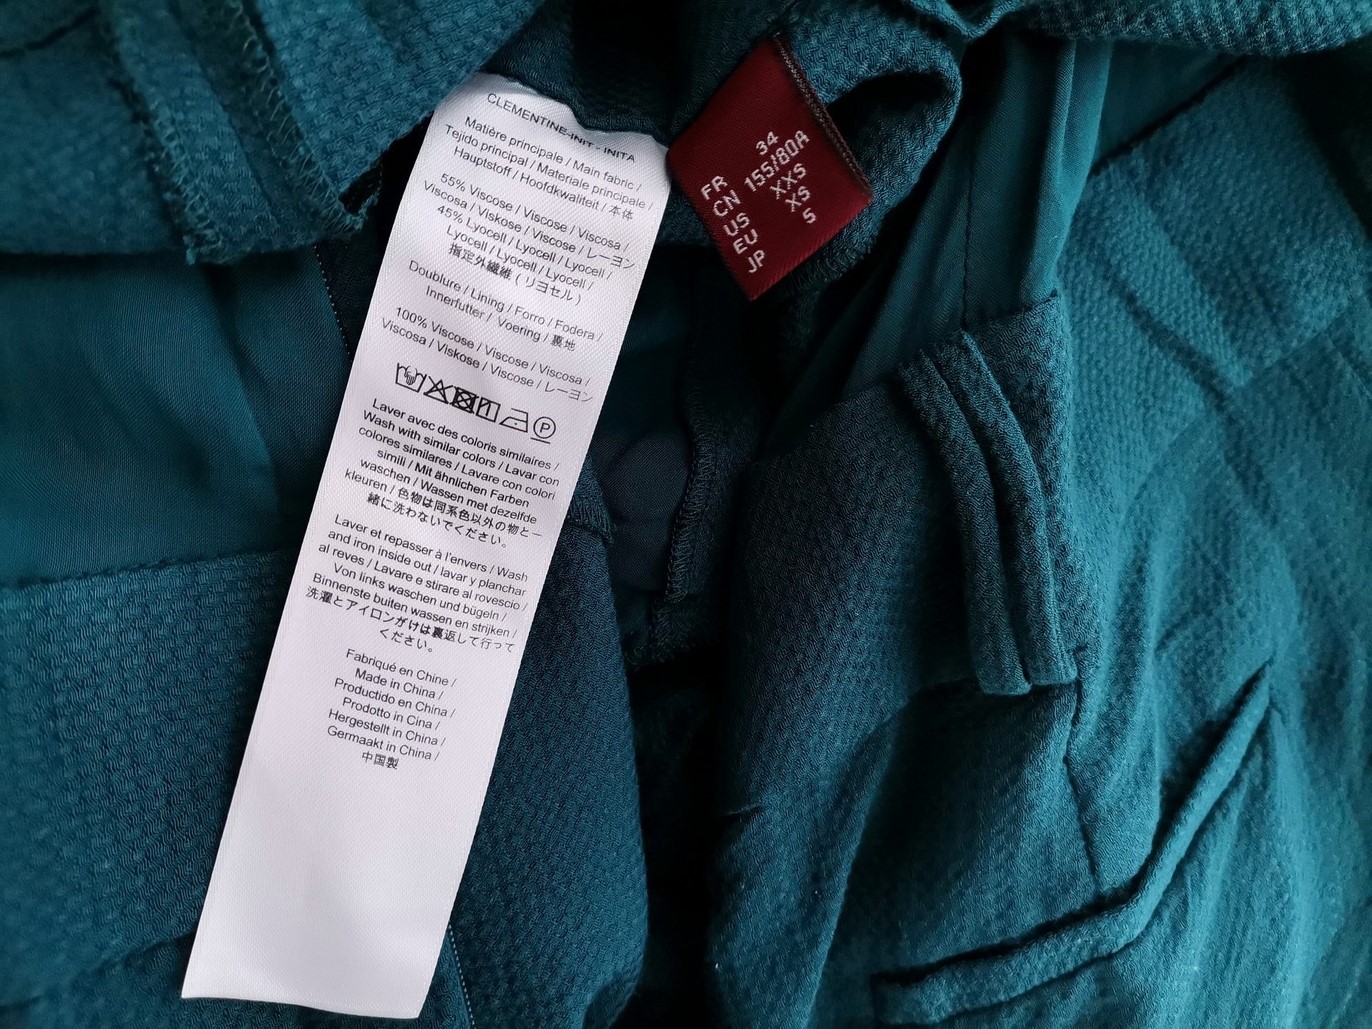 CLEMENTINE-INIT - INITA
Matière principale / Main fabric /
Tejido principal / Materiale principale /
Hauptstoff / Hoofdkwaliteit / 本体
55% Viscose / Viscose / Viscosa /
Viscosa / Viskose / Viscose / レーヨン
45% Lyocell / Lyocell / Lyocell /
Lyocell / Lyocell / Lyocell /
指定外繊維 ( リヨセル )
Doublure / Lining / Forro / Fodera /
Innerfutter / Voering / 裏地
100% Viscose / Viscose / Viscosa /
Viscosa / Viskose / Viscose / レーヨン
P
Laver avec des coloris similaires /
Wash with similar colors / Lavar con
colores similares / Lavare con colori
simili / Mit ähnlichen Farben
waschen / Wassen met dezelfde
kleuren / 色物は同系色以外の物と一
緒に洗わないでください。
Laver et repasser à l'envers / Wash
and iron inside out / lavar y planchar
al reves / Lavare e stirare al rovescio /
Von links waschen und bügeln /
Binnenste buiten wassen en strijken /
洗濯とアイロンがけは裏返して行って
ください。
Fabriqué en Chine /
Made in China /
Productido en China /
Prodotto in Cina /
Hergestellt in China /
Germaakt in China /
中国製
FR 34
CN 155/80A
US XXS
EU XS
JP 5